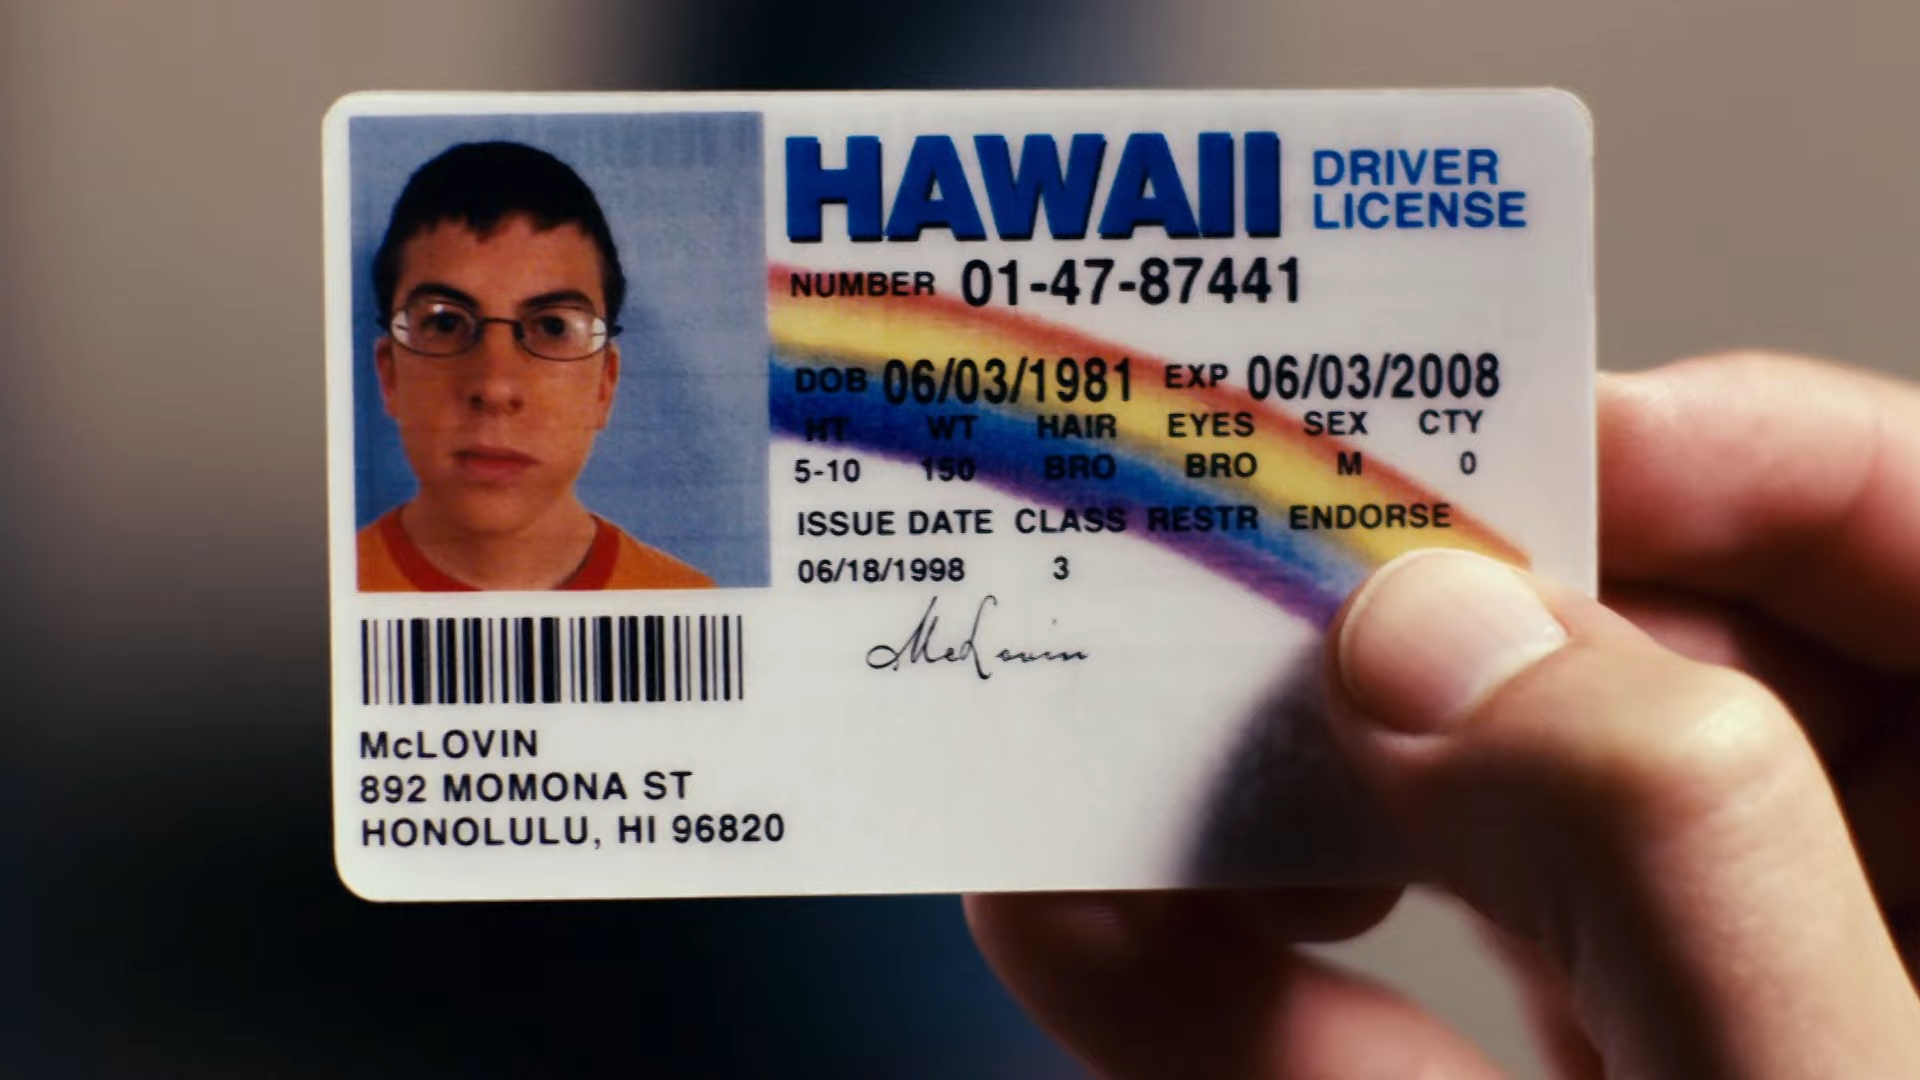 HAWAII DRIVER LICENSE
NUMBER 01-47-87441
DOB 06/03/1981 EXP 06/03/2008
HT WT HAIR EYES SEX CTY
5-10 150 BRO BRO M 0
ISSUE DATE CLASS RESTR ENDORSE
06/18/1998 3
McLovin
McLOVIN
892 MOMONA ST
HONOLULU, HI 96820